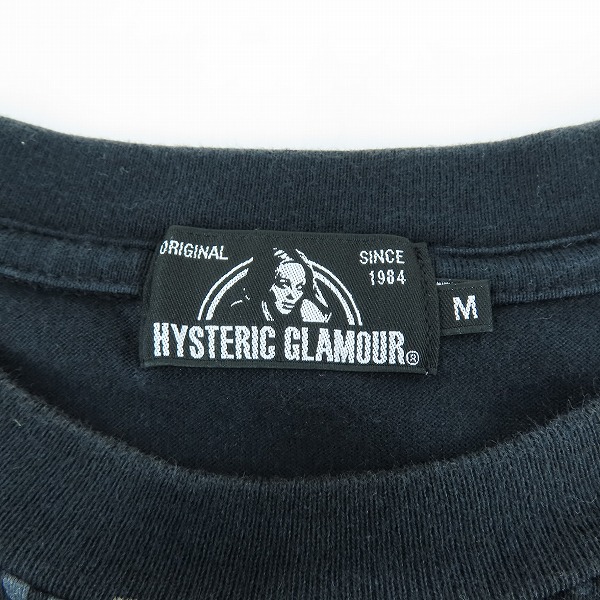 ORIGINAL SINCE
1984
HYSTERIC GLAMOUR®
M